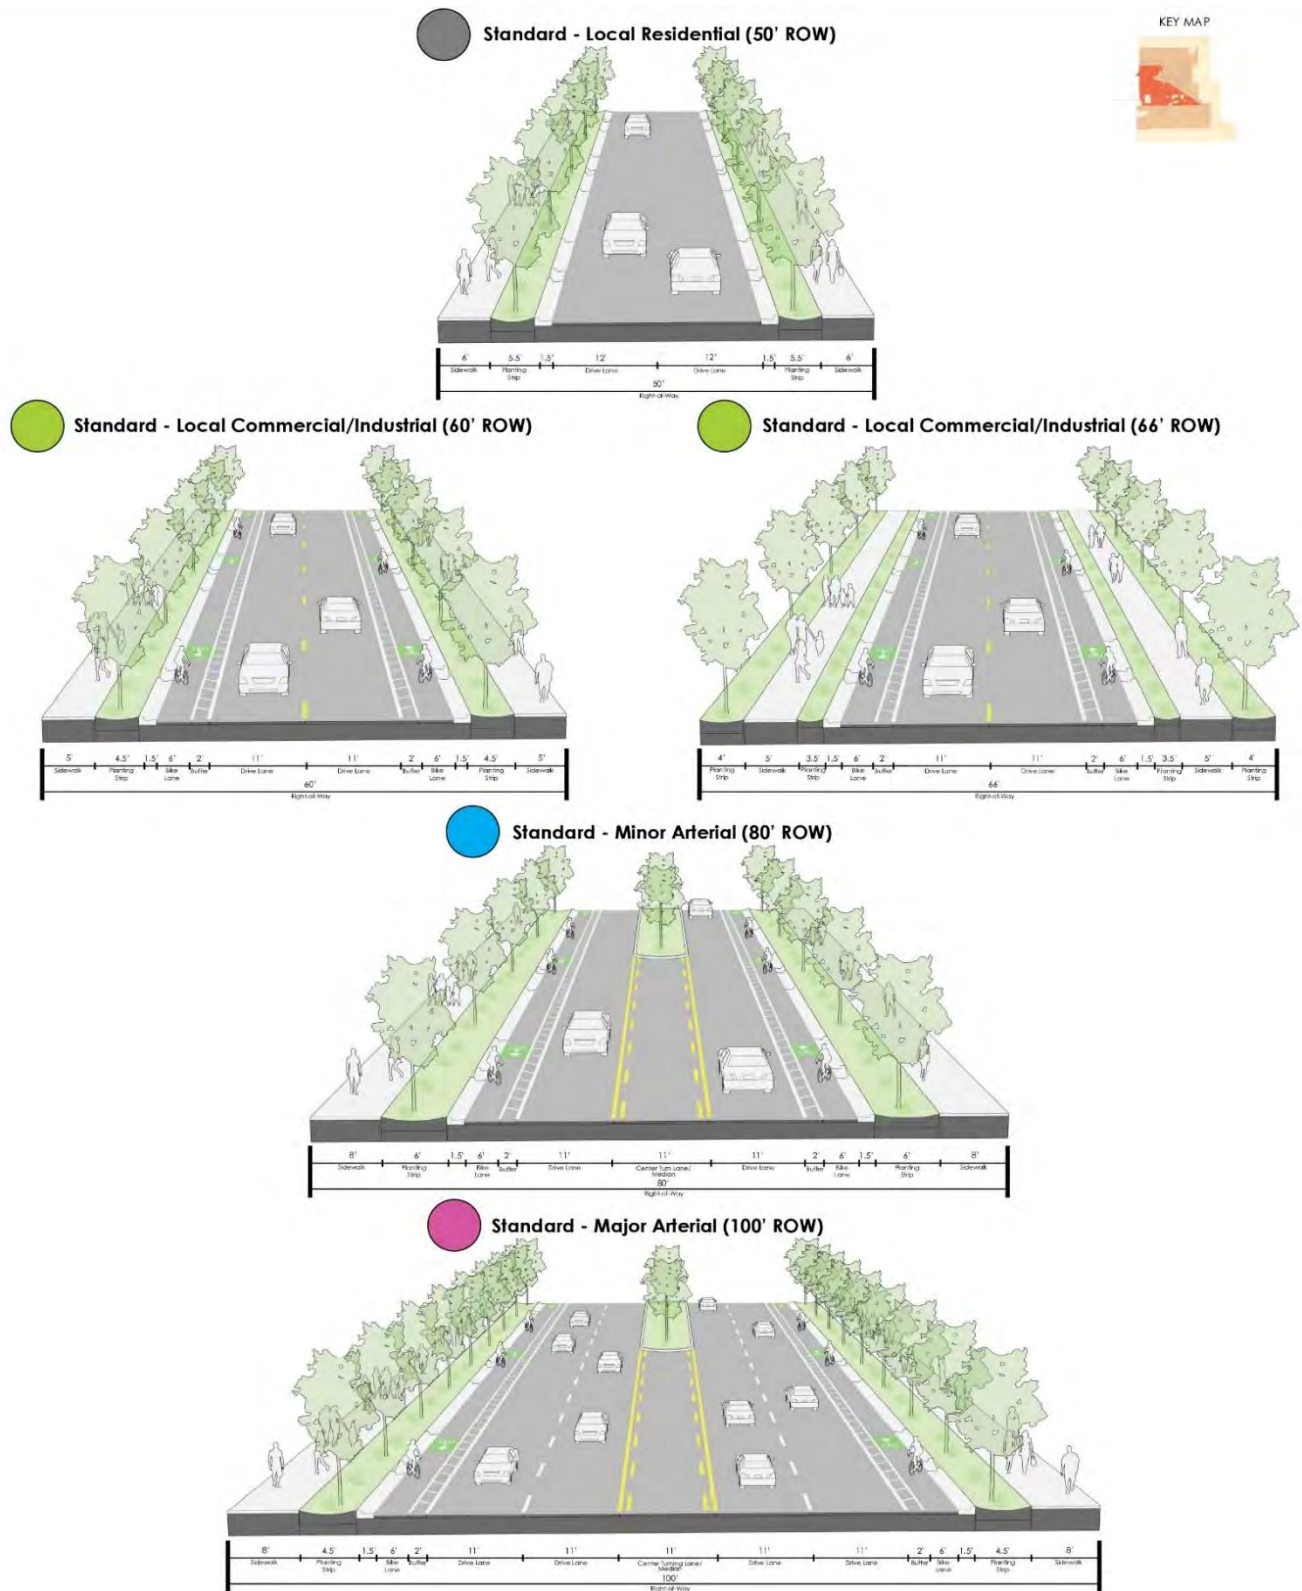 KEY MAP
Standard - Local Residential (50' ROW)
6' 5.5' 1.5' 12' 12' 1.5' 5.5' 6'
Sidewalk Planting Strip Drive Lane Drive Lane Planting Strip Sidewalk
50'
Right-of-Way
Standard - Local Commercial/Industrial (60' ROW)
5' 4.5' 1.5' 6' 2' 11' 11' 2' 6' 1.5' 4.5' 5'
Sidewalk Planting Strip Bike Lane Buffer Drive Lane Drive Lane Buffer Bike Lane Planting Strip Sidewalk
60'
Right-of-Way
Standard - Local Commercial/Industrial (66' ROW)
4' 5' 3.5' 1.5' 6' 2' 11' 11' 2' 6' 1.5' 3.5' 5' 4'
Planting Strip Sidewalk Planting Strip Bike Lane Buffer Drive Lane Drive Lane Buffer Bike Lane Planting Strip Sidewalk Planting Strip
66'
Right-of-Way
Standard - Minor Arterial (80' ROW)
8' 6' 1.5' 6' 2' 11' 11' 11' 2' 6' 1.5' 6' 8'
Sidewalk Planting Strip Bike Lane Buffer Drive Lane Center Turn Lane/ Median Drive Lane Buffer Bike Lane Planting Strip Sidewalk
80'
Right-of-Way
Standard - Major Arterial (100' ROW)
8' 4.5' 1.5' 6' 2' 11' 11' 11' 11' 11' 2' 6' 1.5' 4.5' 8'
Sidewalk Planting Strip Bike Lane Buffer Drive Lane Drive Lane Center Turning Lane/ Median Drive Lane Drive Lane Buffer Bike Lane Planting Strip Sidewalk
100'
Right-of-Way